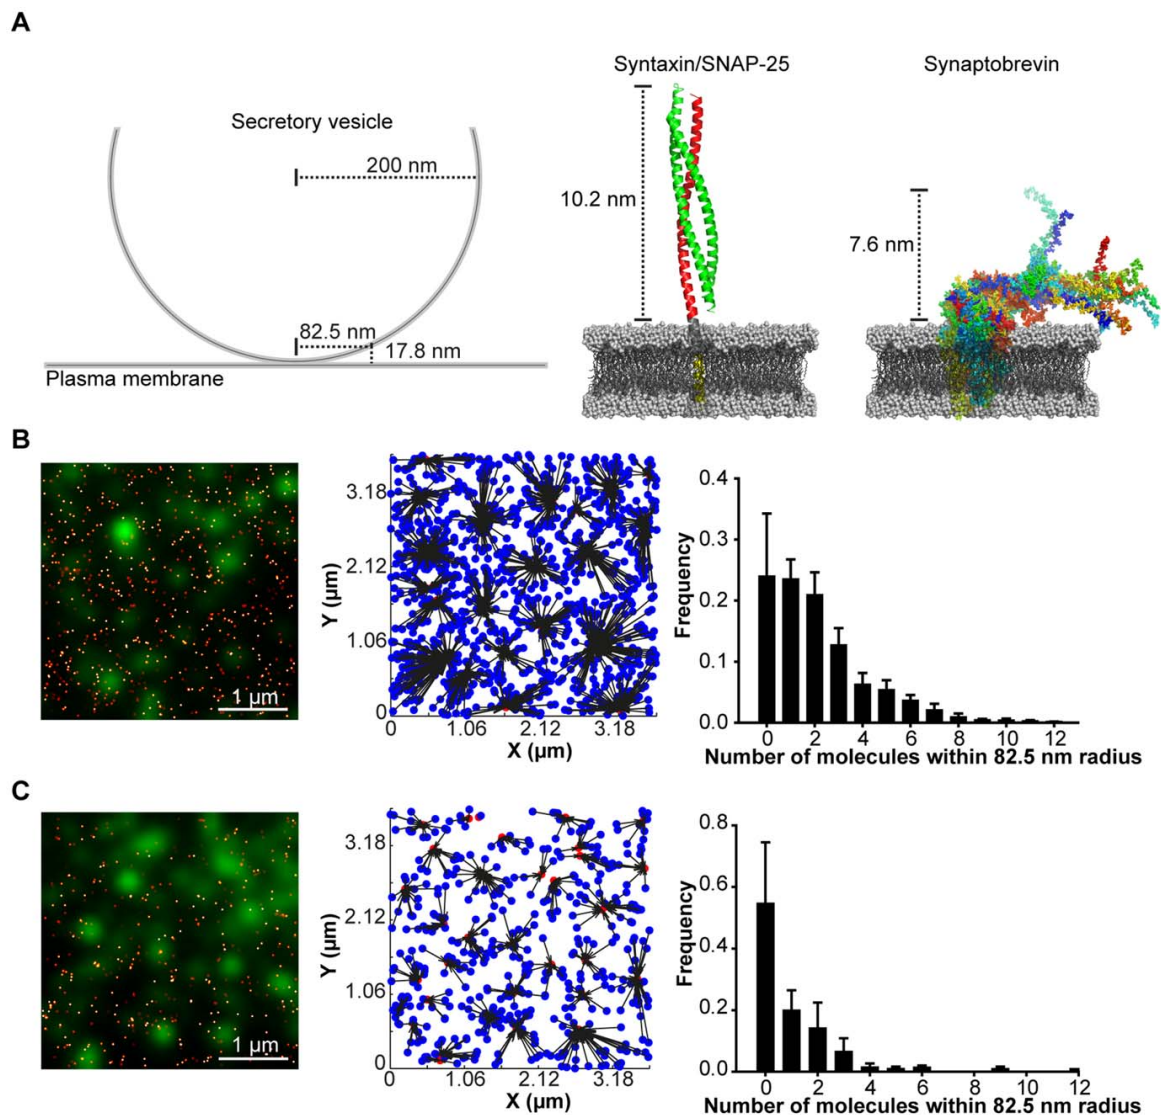 A
Secretory vesicle
200 nm
82.5 nm
17.8 nm
Plasma membrane
Syntaxin/SNAP-25
10.2 nm
Synaptobrevin
7.6 nm
B
1 µm
Y (µm)
3.18
2.12
1.06
0
0 1.06 2.12 3.18
X (µm)
Frequency
0.4
0.3
0.2
0.1
0.0
0 2 4 6 8 10 12
Number of molecules within 82.5 nm radius
C
1 µm
Y (µm)
3.18
2.12
1.06
0
0 1.06 2.12 3.18
X (µm)
Frequency
0.8
0.6
0.4
0.2
0.0
0 2 4 6 8 10 12
Number of molecules within 82.5 nm radius